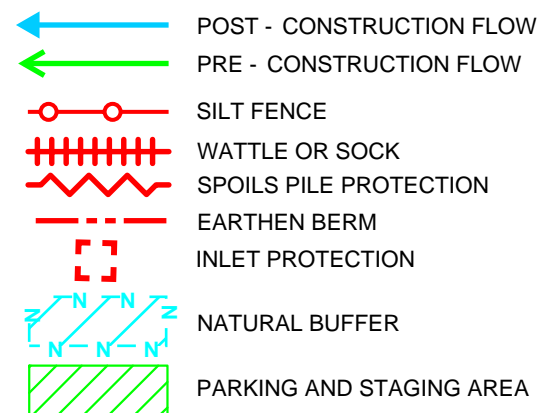 POST - CONSTRUCTION FLOW
PRE - CONSTRUCTION FLOW
SILT FENCE
WATTLE OR SOCK
SPOILS PILE PROTECTION
EARTHEN BERM
INLET PROTECTION
N N
N N
NATURAL BUFFER
N N N
PARKING AND STAGING AREA